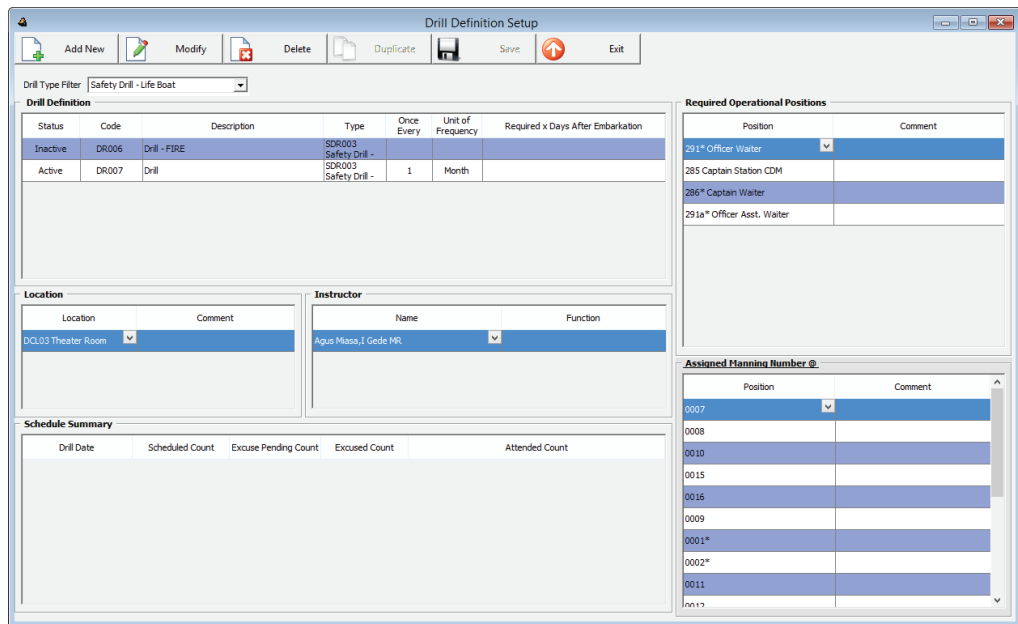 Drill Definition Setup
Add New Modify Delete Duplicate Save Exit
Drill Type Filter Safety Drill - Life Boat
Drill Definition
Status Code Description Type Once Every Unit of Frequency Required x Days After Embarkation
Inactive DR006 Drill - FIRE SDR003 Safety Drill -
Active DR007 Drill SDR003 Safety Drill - 1 Month
Required Operational Positions
Position Comment
291* Officer Waiter
285 Captain Station CDM
286* Captain Waiter
291a* Officer Asst. Waiter
Location
Location Comment
DCL03 Theater Room
Instructor
Name Function
Agus Miasa,I Gede MR
Assigned Manning Number @
Position Comment
0007
0008
0010
0015
0016
0009
0001*
0002*
0011
0012
Schedule Summary
Drill Date Scheduled Count Excuse Pending Count Excused Count Attended Count